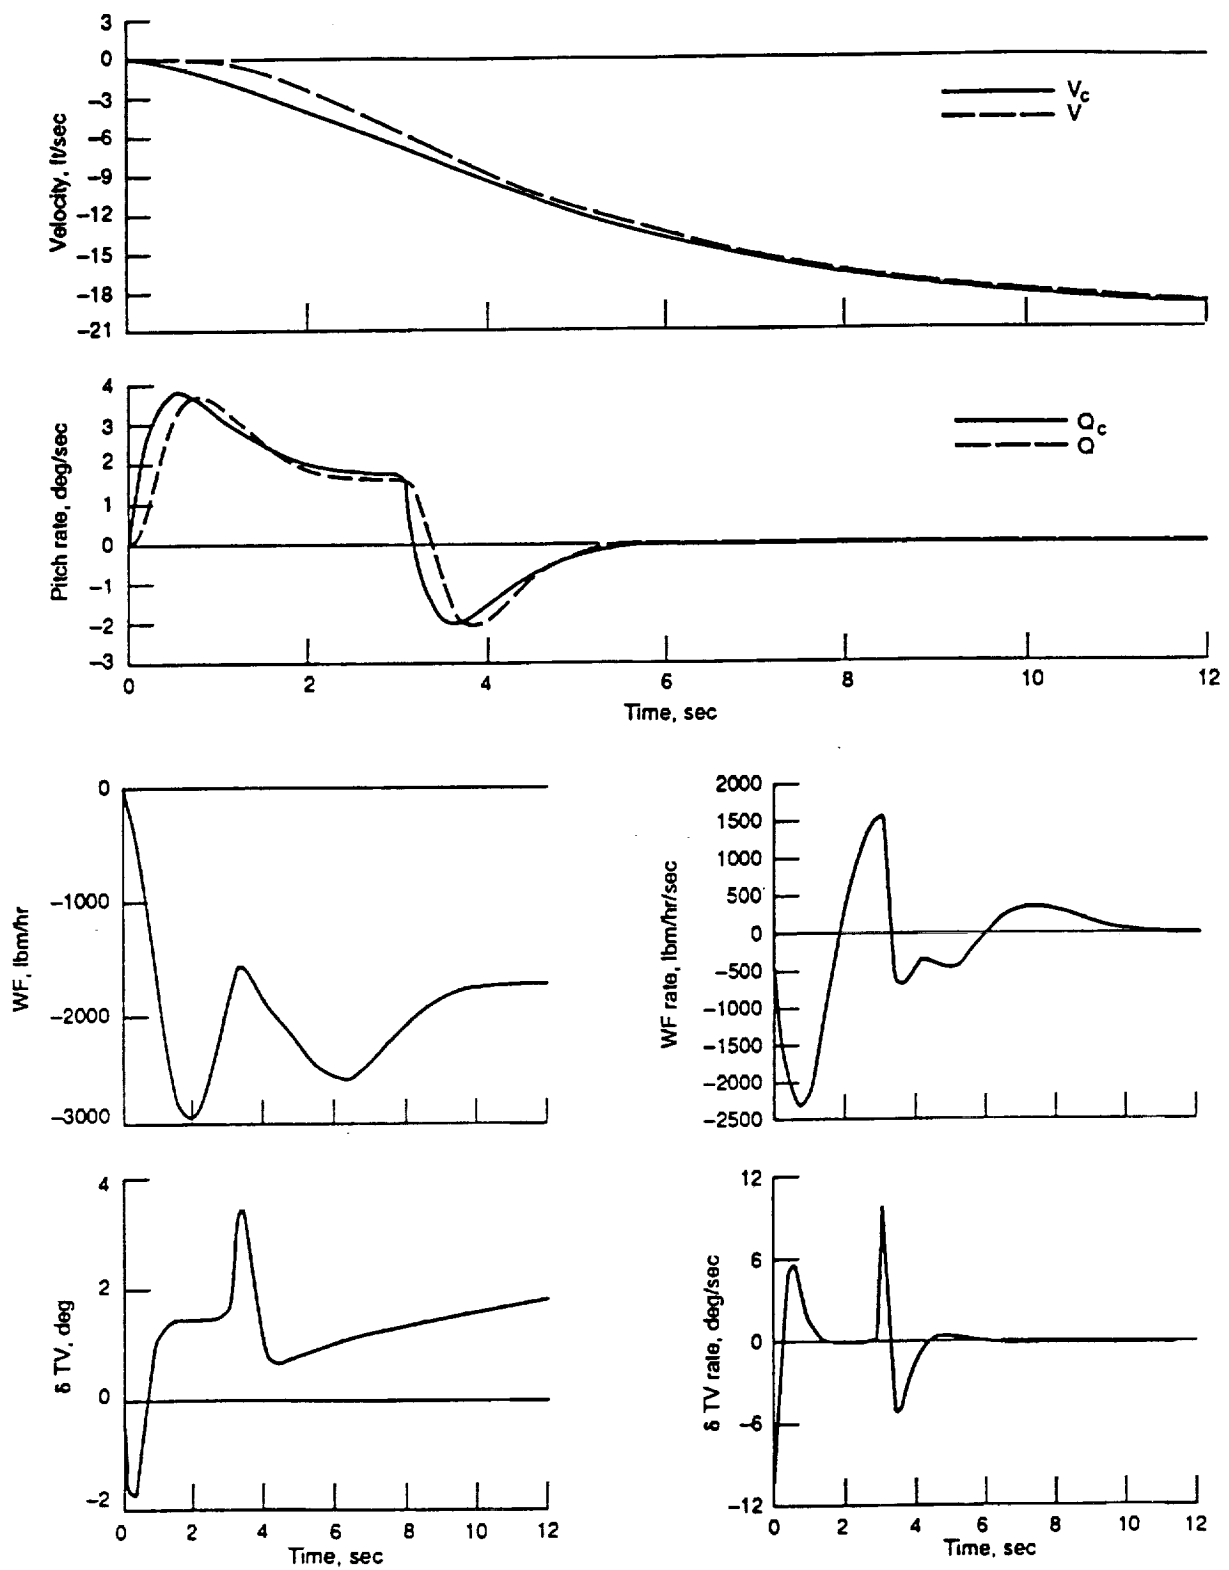 3
0
-3
-6
-9
-12
-15
-18
-21
Velocity, ft/sec
Vc
V
4
3
2
1
0
-1
-2
-3
Pitch rate, deg/sec
Qc
Q
0 2 4 6 8 10 12
Time, sec
0
-1000
-2000
-3000
WF, lbm/hr
2000
1500
1000
500
0
-500
-1000
-1500
-2000
-2500
WF rate, lbm/hr/sec
4
2
0
-2
δ TV, deg
0 2 4 6 8 10 12
Time, sec
12
6
0
-6
-12
δ TV rate, deg/sec
0 2 4 6 8 10 12
Time, sec